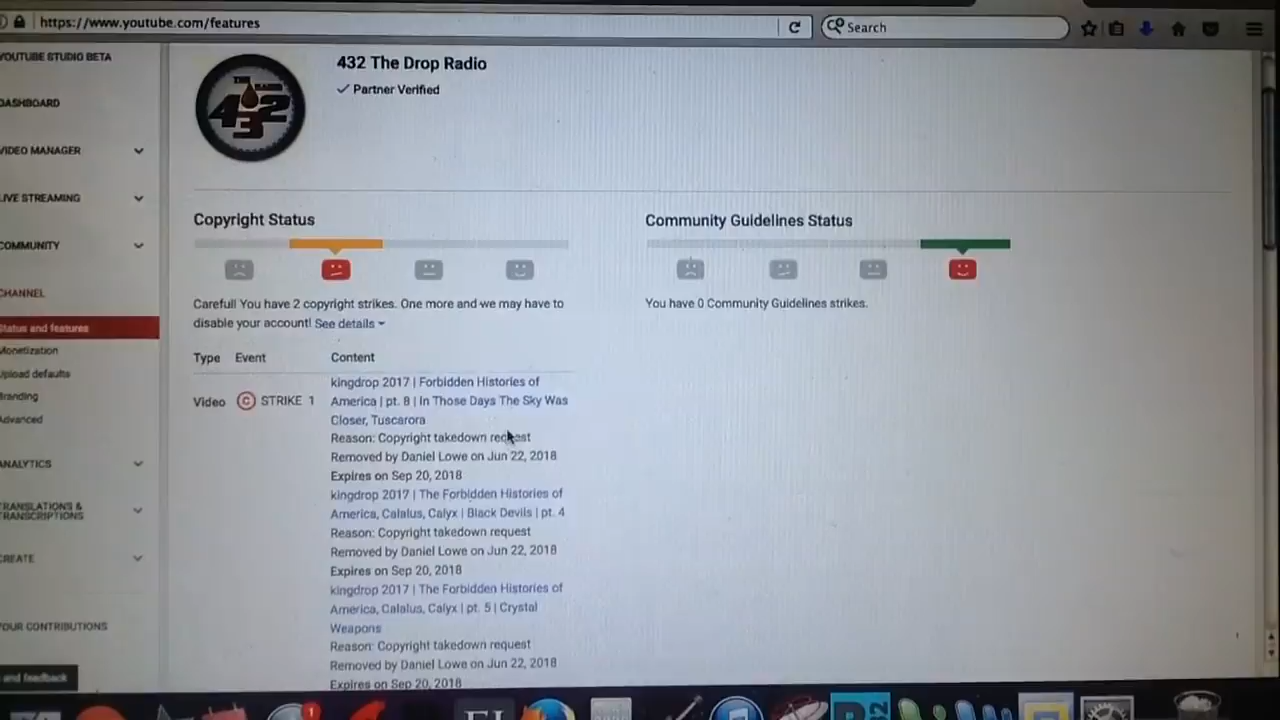 https://www.youtube.com/features
Search
YOUTUBE STUDIO BETA
DASHBOARD
VIDEO MANAGER
LIVE STREAMING
COMMUNITY
CHANNEL
Status and features
Monetization
Upload defaults
Branding
Advanced
ANALYTICS
TRANSLATIONS &
TRANSCRIPTIONS
CREATE
YOUR CONTRIBUTIONS
and feedback
432
432 The Drop Radio
Partner Verified
Copyright Status
Careful! You have 2 copyright strikes. One more and we may have to
disable your account! See details
Type Event Content
Video © STRIKE 1
kingdrop 2017 | Forbidden Histories of
America | pt. 8 | In Those Days The Sky Was
Closer, Tuscarora
Reason: Copyright takedown request
Removed by Daniel Lowe on Jun 22, 2018
Expires on Sep 20, 2018
kingdrop 2017 | The Forbidden Histories of
America, Calalus, Calyx | Black Devils | pt. 4
Reason: Copyright takedown request
Removed by Daniel Lowe on Jun 22, 2018
Expires on Sep 20, 2018
kingdrop 2017 | The Forbidden Histories of
America, Calalus, Calyx | pt. 5 | Crystal
Weapons
Reason: Copyright takedown request
Removed by Daniel Lowe on Jun 22, 2018
Expires on Sep 20, 2018
Community Guidelines Status
You have 0 Community Guidelines strikes.
1